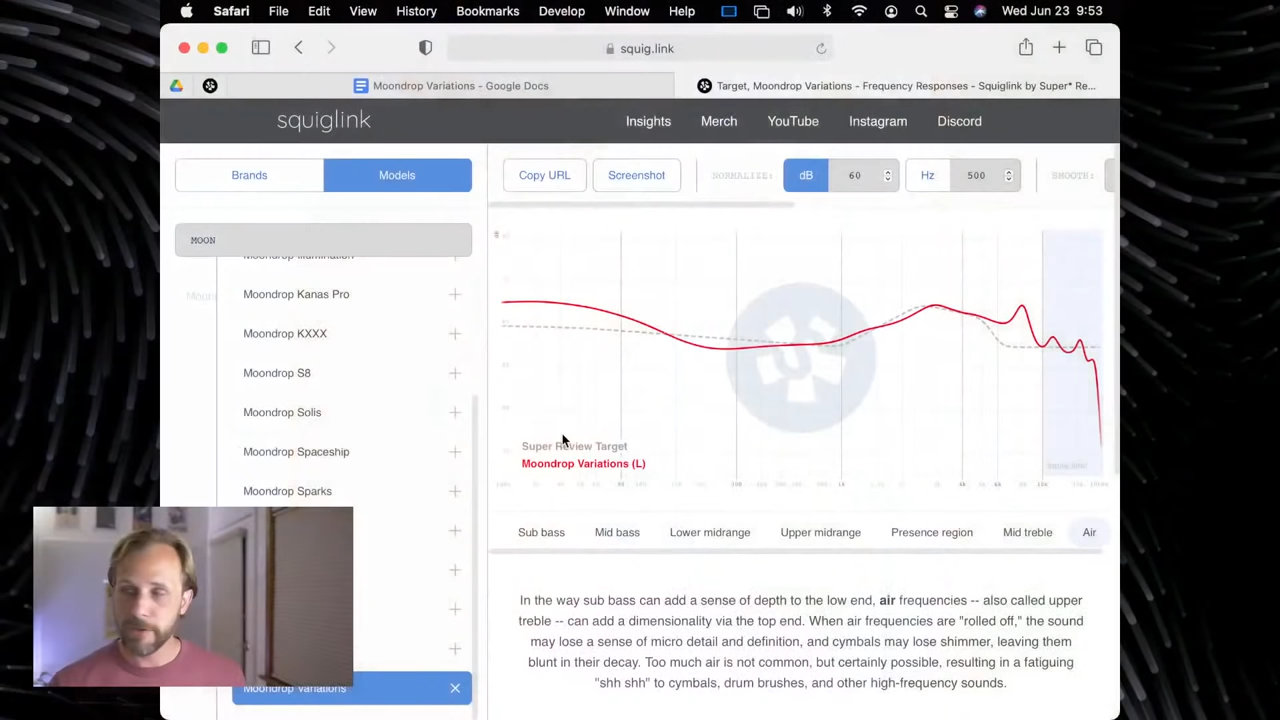 Safari File Edit View History Bookmarks Develop Window Help Wed Jun 23 9:53
squig.link
Moondrop Variations - Google Docs
Target, Moondrop Variations - Frequency Responses - Squiglink by Super* Re...
squiglink
Insights Merch YouTube Instagram Discord
Brands Models
Copy URL Screenshot NORMALIZE: dB 60 Hz 500 SMOOTH:
MOON
Moondrop Illumination
Moondrop Kanas Pro
Moondrop KXXX
Moondrop S8
Moondrop Solis
Moondrop Spaceship
Moondrop Sparks
Moondrop Variations
Super Review Target
Moondrop Variations (L)
Sub bass Mid bass Lower midrange Upper midrange Presence region Mid treble Air
In the way sub bass can add a sense of depth to the low end, air frequencies -- also called upper
treble -- can add a dimensionality via the top end. When air frequencies are "rolled off," the sound
may lose a sense of micro detail and definition, and cymbals may lose shimmer, leaving them
blunt in their decay. Too much air is not common, but certainly possible, resulting in a fatiguing
"shh shh" to cymbals, drum brushes, and other high-frequency sounds.